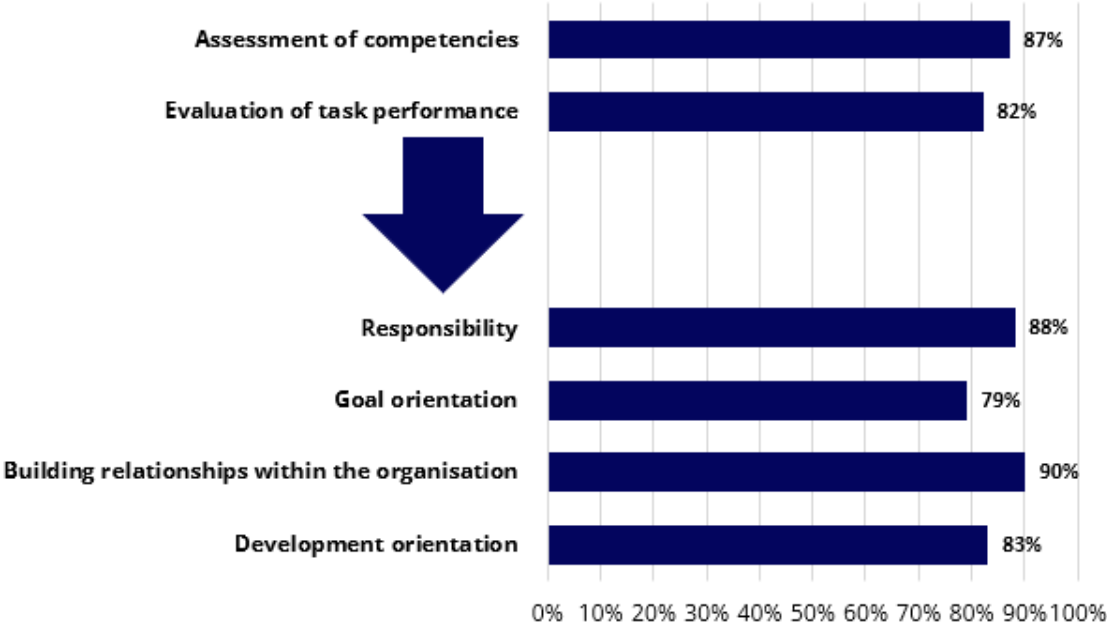 Assessment of competencies 87%
Evaluation of task performance 82%
Responsibility 88%
Goal orientation 79%
Building relationships within the organisation 90%
Development orientation 83%
0% 10% 20% 30% 40% 50% 60% 70% 80% 90% 100%